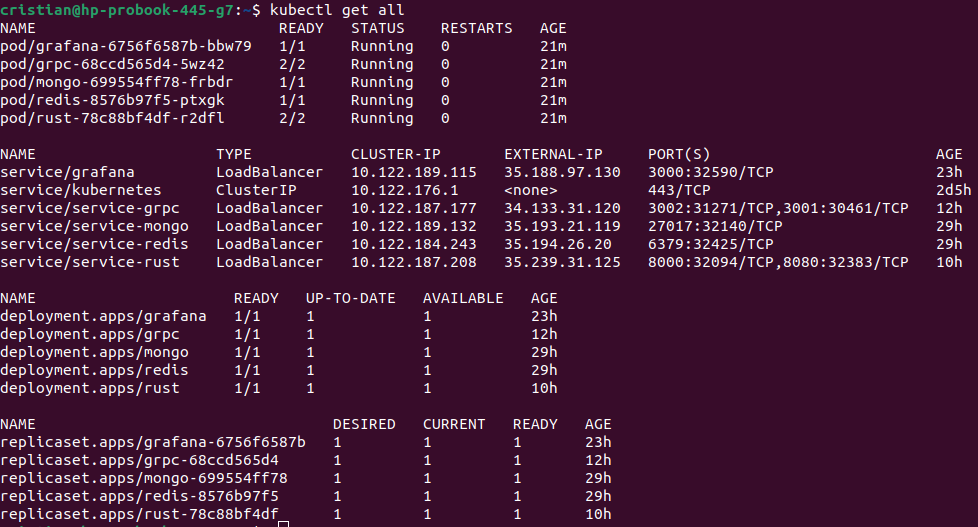 cristian@hp-probook-445-g7:~$ kubectl get all
NAME READY STATUS RESTARTS AGE
pod/grafana-6756f6587b-bbw79 1/1 Running 0 21m
pod/grpc-68ccd565d4-5wz42 2/2 Running 0 21m
pod/mongo-699554ff78-frbdr 1/1 Running 0 21m
pod/redis-8576b97f5-ptxgk 1/1 Running 0 21m
pod/rust-78c88bf4df-r2dfl 2/2 Running 0 21m
NAME TYPE CLUSTER-IP EXTERNAL-IP PORT(S) AGE
service/grafana LoadBalancer 10.122.189.115 35.188.97.130 3000:32590/TCP 23h
service/kubernetes ClusterIP 10.122.176.1 <none> 443/TCP 2d5h
service/service-grpc LoadBalancer 10.122.187.177 34.133.31.120 3002:31271/TCP,3001:30461/TCP 12h
service/service-mongo LoadBalancer 10.122.189.132 35.193.21.119 27017:32140/TCP 29h
service/service-redis LoadBalancer 10.122.184.243 35.194.26.20 6379:32425/TCP 29h
service/service-rust LoadBalancer 10.122.187.208 35.239.31.125 8000:32094/TCP,8080:32383/TCP 10h
NAME READY UP-TO-DATE AVAILABLE AGE
deployment.apps/grafana 1/1 1 1 23h
deployment.apps/grpc 1/1 1 1 12h
deployment.apps/mongo 1/1 1 1 29h
deployment.apps/redis 1/1 1 1 29h
deployment.apps/rust 1/1 1 1 10h
NAME DESIRED CURRENT READY AGE
replicaset.apps/grafana-6756f6587b 1 1 1 23h
replicaset.apps/grpc-68ccd565d4 1 1 1 12h
replicaset.apps/mongo-699554ff78 1 1 1 29h
replicaset.apps/redis-8576b97f5 1 1 1 29h
replicaset.apps/rust-78c88bf4df 1 1 1 10h